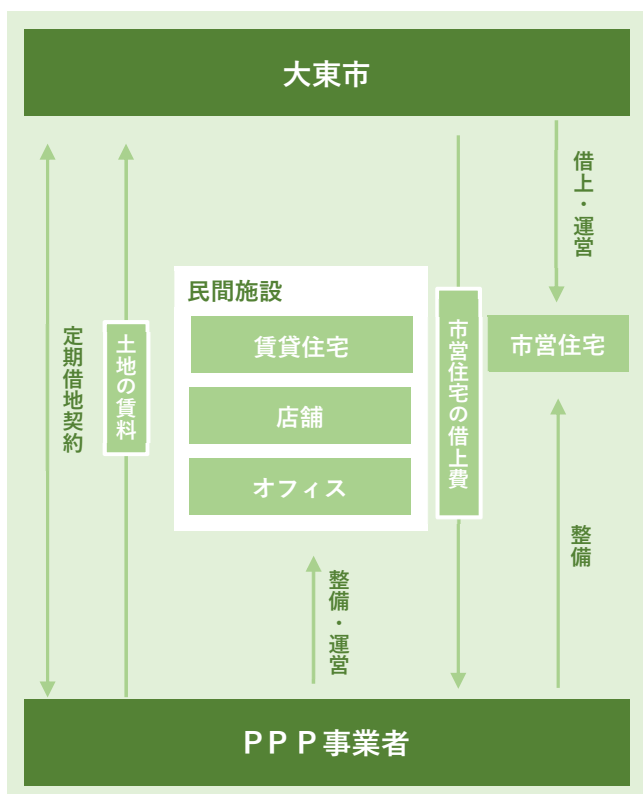 大東市
定期借地契約
土地の賃料
民間施設
賃貸住宅
店舗
オフィス
整備・運営
市営住宅の借上費
借上・運営
市営住宅
整備
ＰＰＰ事業者